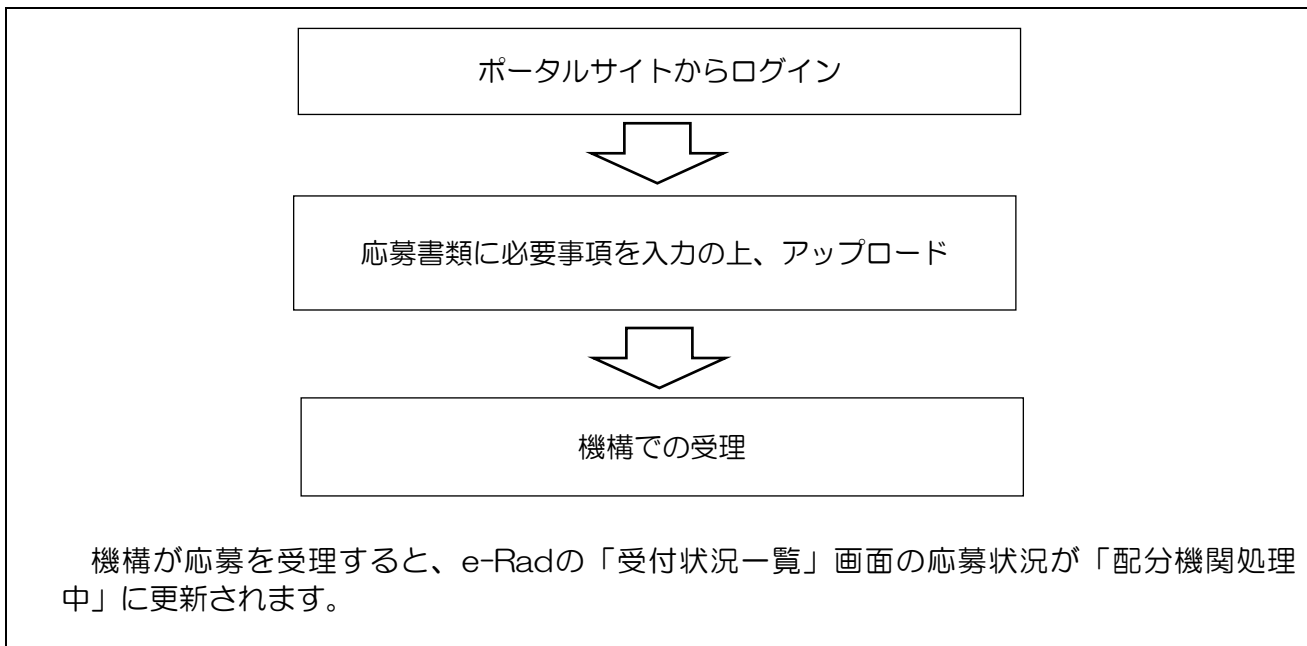 ポータルサイトからログイン
応募書類に必要事項を入力の上、アップロード
機構での受理
機構が応募を受理すると、e-Radの「受付状況一覧」画面の応募状況が「配分機関処理
中」に更新されます。